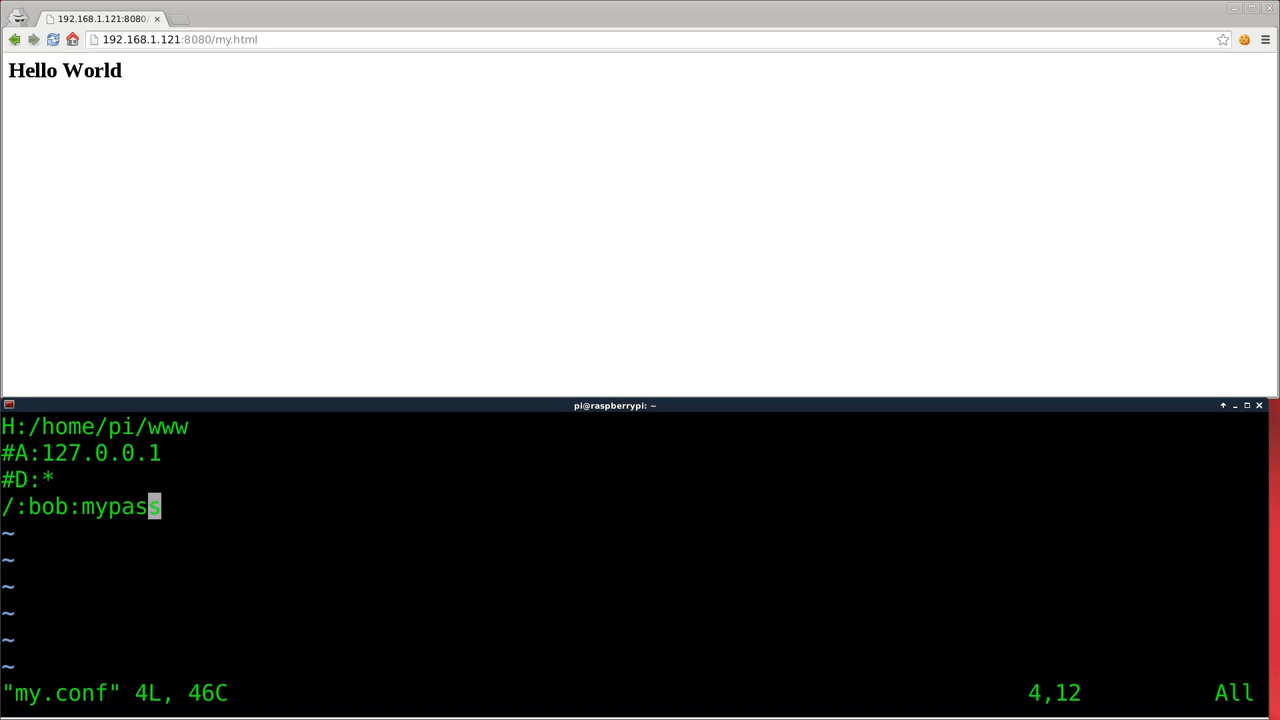 192.168.1.121:8080/
192.168.1.121:8080/my.html
Hello World
pi@raspberrypi: ~
H:/home/pi/www
#A:127.0.0.1
#D:*
/:bob:mypass
~
~
~
~
~
~
"my.conf" 4L, 46C 4,12 All